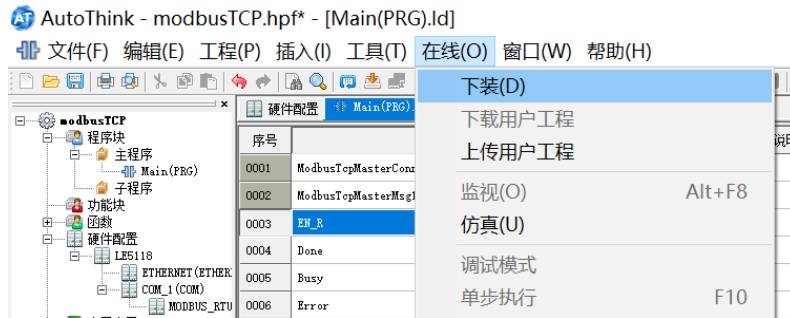 AutoThink - modbusTCP.hpf* - [Main(PRG).ld]
文件(F) 编辑(E) 工程(P) 插入(I) 工具(T) 在线(O) 窗口(W) 帮助(H)
下装(D)
下载用户工程
上传用户工程
监视(O) Alt+F8
仿真(U)
调试模式
单步执行 F10
modbusTCP
程序块
主程序
Main(PRG)
子程序
功能块
函数
硬件配置
LE5118
ETHERNET(ETHER
COM_1(COM)
MODBUS_RTU
硬件配置 Main(PRG).
序号
0001 ModbusTcpMasterConn
0002 ModbusTcpMasterMsg
0003 EN_R
0004 Done
0005 Busy
0006 Error